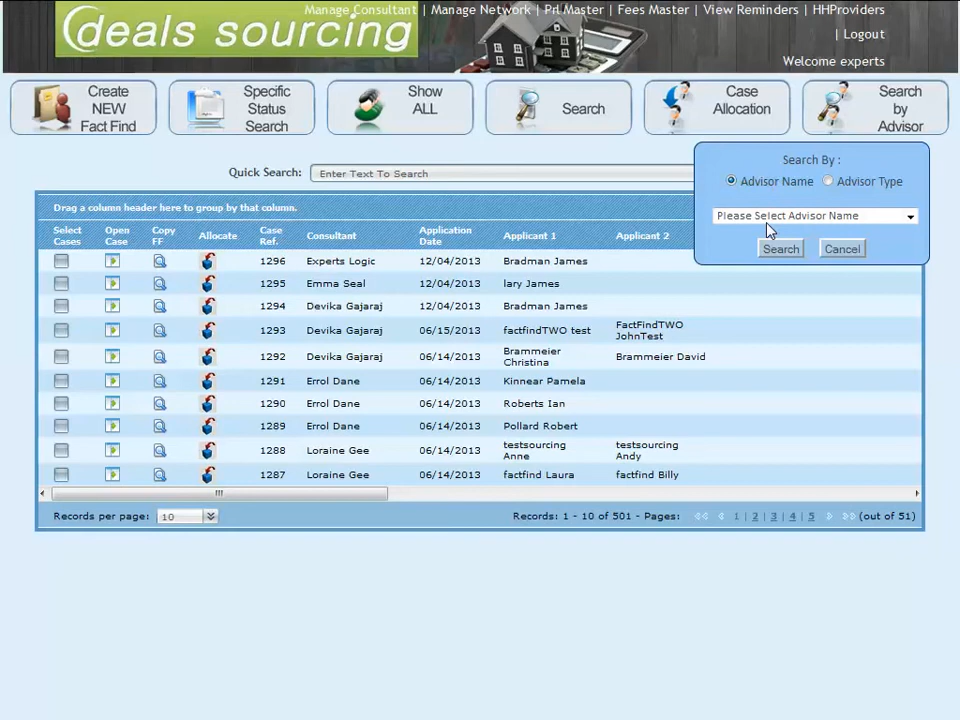 Manage Consultant | Manage Network | Prl Master | Fees Master | View Reminders | HHProviders
| Logout
Welcome experts
deals sourcing
Create NEW Fact Find
Specific Status Search
Show ALL
Search
Case Allocation
Search by Advisor
Search By :
Advisor Name Advisor Type
Please Select Advisor Name
Search Cancel
Quick Search: Enter Text To Search
Drag a column header here to group by that column.
Select Cases Open Case Copy FF Allocate Case Ref. Consultant Application Date Applicant 1 Applicant 2
1296 Experts Logic 12/04/2013 Bradman James
1295 Emma Seal 12/04/2013 lary James
1294 Devika Gajaraj 12/04/2013 Bradman James
1293 Devika Gajaraj 06/15/2013 factfindTWO test FactFindTWO JohnTest
1292 Devika Gajaraj 06/14/2013 Brammeier Christina Brammeier David
1291 Errol Dane 06/14/2013 Kinnear Pamela
1290 Errol Dane 06/14/2013 Roberts Ian
1289 Errol Dane 06/14/2013 Pollard Robert
1288 Loraine Gee 06/14/2013 testsourcing Anne testsourcing Andy
1287 Loraine Gee 06/14/2013 factfind Laura factfind Billy
Records per page: 10 Records: 1 - 10 of 501 - Pages: 1 | 2 | 3 | 4 | 5 (out of 51)